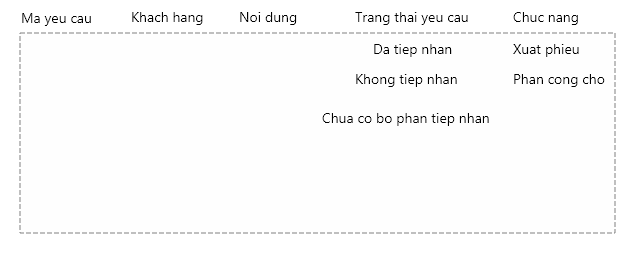 Ma yeu cau Khach hang Noi dung Trang thai yeu cau Chuc nang
Da tiep nhan Xuat phieu
Khong tiep nhan Phan cong cho
Chua co bo phan tiep nhan